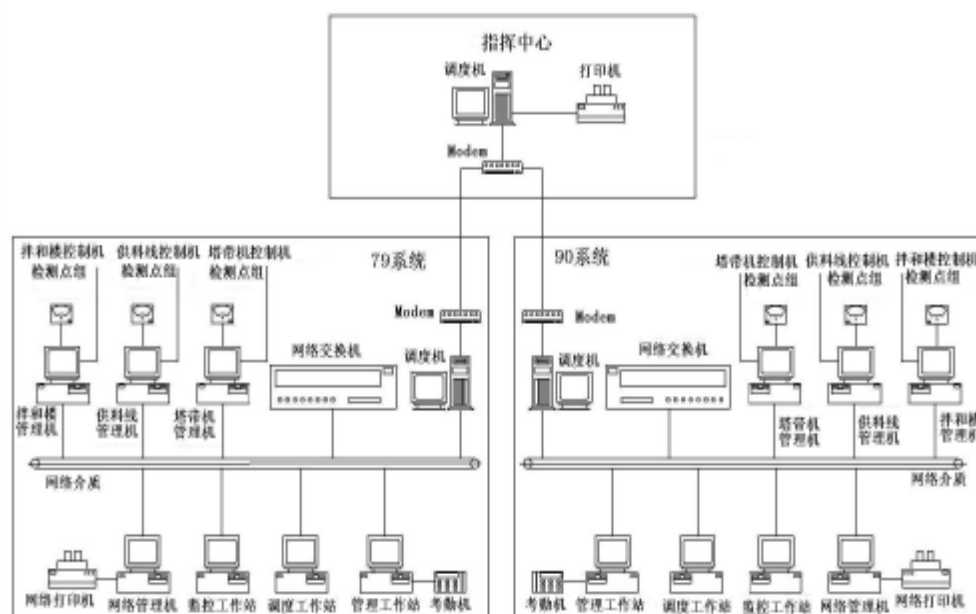 指挥中心
调度机
打印机
Modem
拌和楼控制机
检测点组
供料线控制机
检测点组
塔带机控制机
检测点组
79系统
Modem
网络交换机
调度机
拌和楼
管理机
供料线
管理机
塔带机
管理机
网络介质
网络打印机
网络管理机
监控工作站
调度工作站
管理工作站
考勤机
90系统
塔带机控制机
检测点组
供料线控制机
检测点组
拌和楼控制机
检测点组
Modem
调度机
网络交换机
塔带机
管理机
供料线
管理机
拌和楼
管理机
网络介质
考勤机
管理工作站
调度工作站
监控工作站
网络管理机
网络打印机